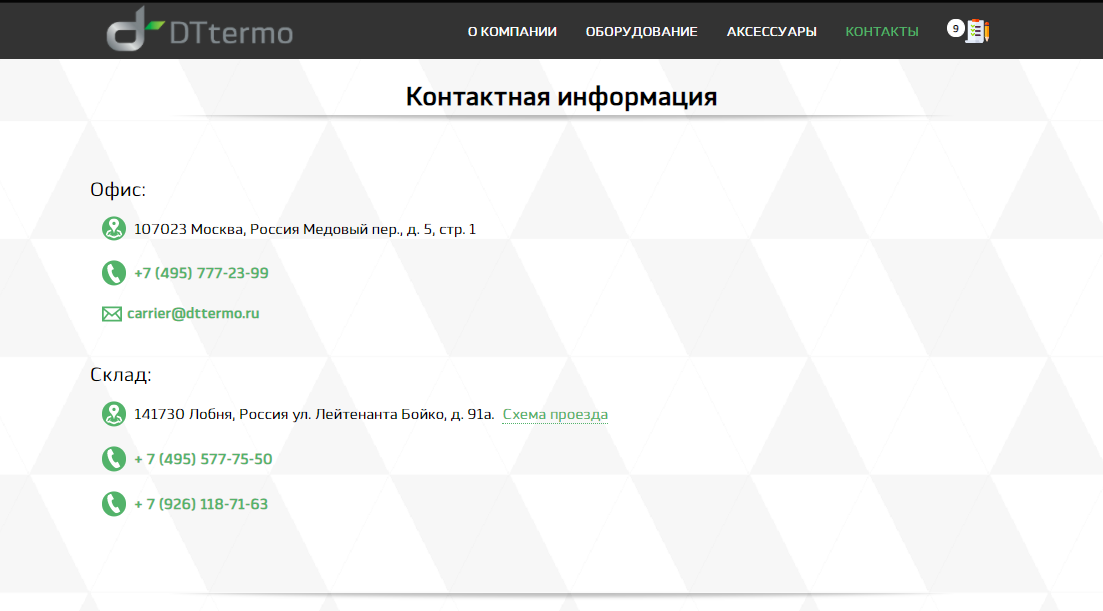 DTtermo
О КОМПАНИИ ОБОРУДОВАНИЕ АКСЕССУАРЫ КОНТАКТЫ 9
Контактная информация
Офис:
107023 Москва, Россия Медовый пер., д. 5, стр. 1
+7 (495) 777-23-99
carrier@dttermo.ru
Склад:
141730 Лобня, Россия ул. Лейтенанта Бойко, д. 91а. Схема проезда
+ 7 (495) 577-75-50
+ 7 (926) 118-71-63